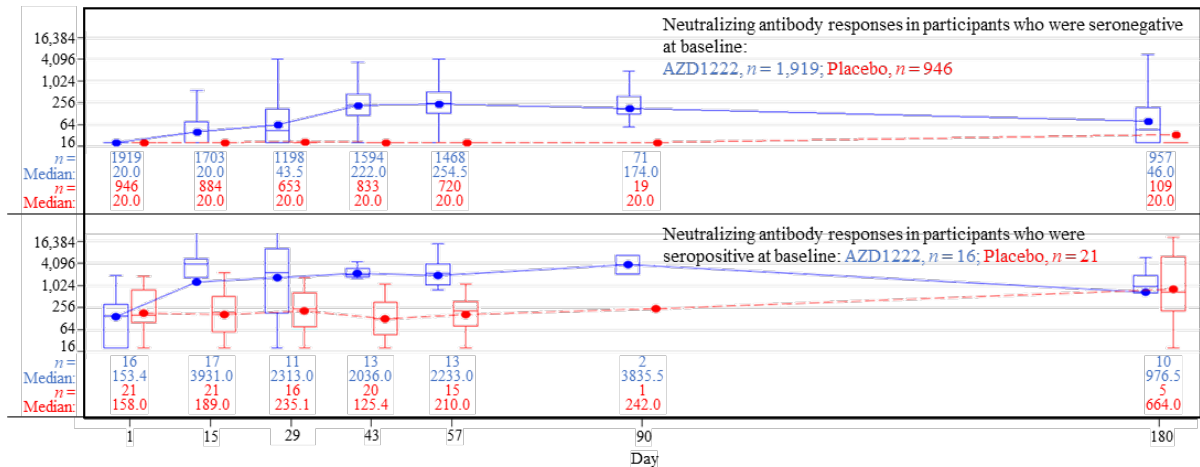 Neutralizing antibody responses in participants who were seronegative
at baseline:
AZD1222, n = 1,919; Placebo, n = 946
16,384
4,096
1,024
256
64
16
n = 1919 1703 1198 1594 1468 71 957
Median: 20.0 20.0 43.5 222.0 254.5 174.0 46.0
n = 946 884 653 833 720 19 109
Median: 20.0 20.0 20.0 20.0 20.0 20.0 20.0
Neutralizing antibody responses in participants who were
seropositive at baseline: AZD1222, n = 16; Placebo, n = 21
16,384
4,096
1,024
256
64
16
n = 16 17 11 13 13 2 10
Median: 153.4 3931.0 2313.0 2036.0 2233.0 3835.5 976.5
n = 21 21 16 20 15 1 5
Median: 158.0 189.0 235.1 125.4 210.0 242.0 664.0
1 15 29 43 57 90 180
Day